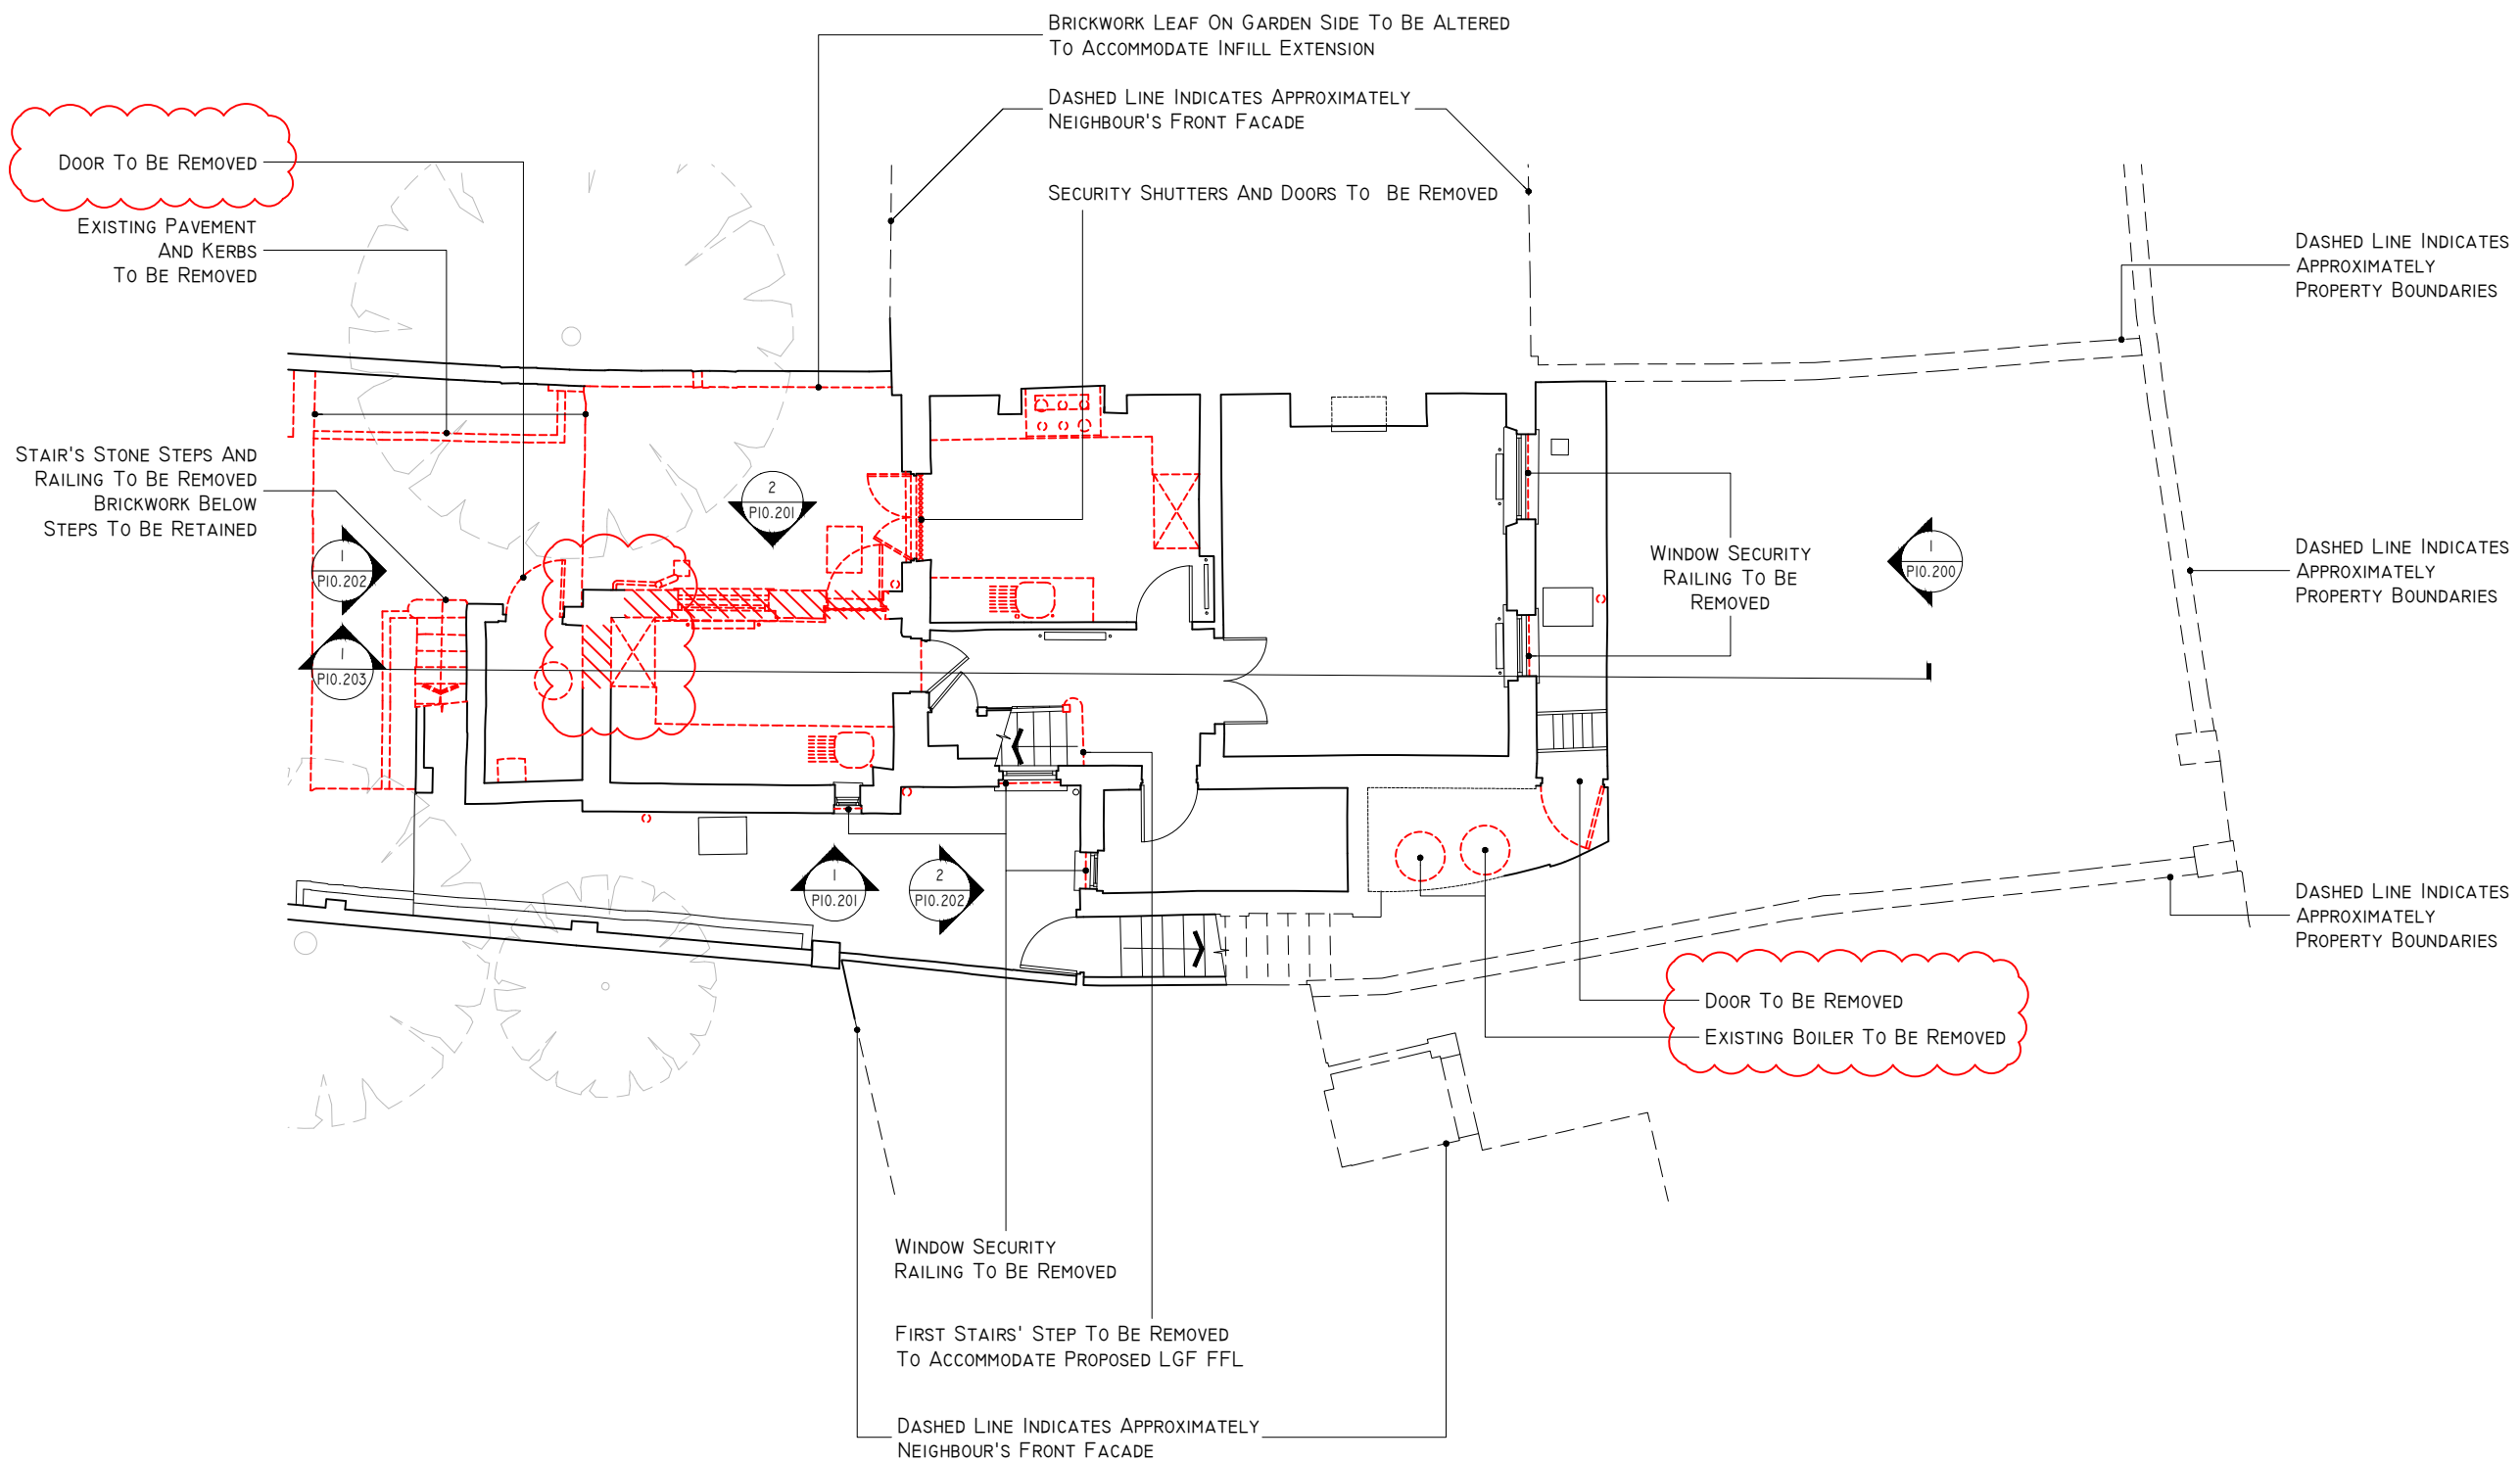 Brickwork Leaf On Garden Side To Be Altered
To Accommodate Infill Extension
Dashed Line Indicates Approximately
Neighbour's Front Facade
Security Shutters And Doors To Be Removed
Door To Be Removed
Existing Pavement
And Kerbs
To Be Removed
Stair's Stone Steps And
Railing To Be Removed
Brickwork Below
Steps To Be Retained
1
P10.202
1
P10.203
2
P10.201
Window Security
Railing To Be
Removed
1
P10.200
Dashed Line Indicates
Approximately
Property Boundaries
Dashed Line Indicates
Approximately
Property Boundaries
Dashed Line Indicates
Approximately
Property Boundaries
1
P10.201
2
P10.202
Door To Be Removed
Existing Boiler To Be Removed
Window Security
Railing To Be Removed
First Stairs' Step To Be Removed
To Accommodate Proposed LGF FFL
Dashed Line Indicates Approximately
Neighbour's Front Facade